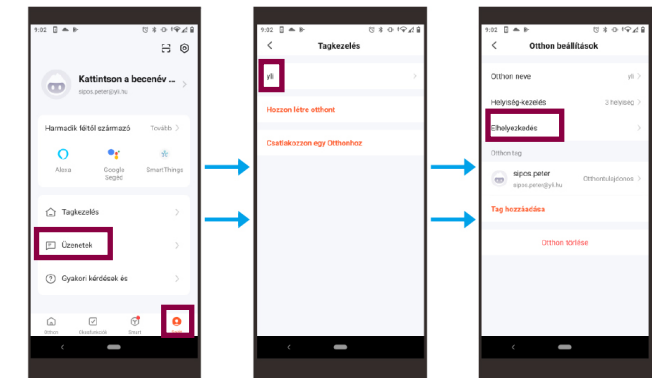 9:02
Kattintson a becenév ...
sipos.peter@yli.hu
Harmadik féltől származó
Tovább
Alexa
Google Segéd
SmartThings
Tagkezelés
Üzenetek
Gyakori kérdések és
Otthon
Smart
9:02
Tagkezelés
yli
Hozzon létre otthont
Csatlakozzon egy Otthonhoz
9:02
Otthon beállítások
Otthon neve
yli
Helyiség-kezelés
3 helyiség
Elhelyezkedés
Otthon tag
sipos.peter
sipos.peter@yli.hu
Otthontulajdonos
Tag hozzáadása
Otthon törlése